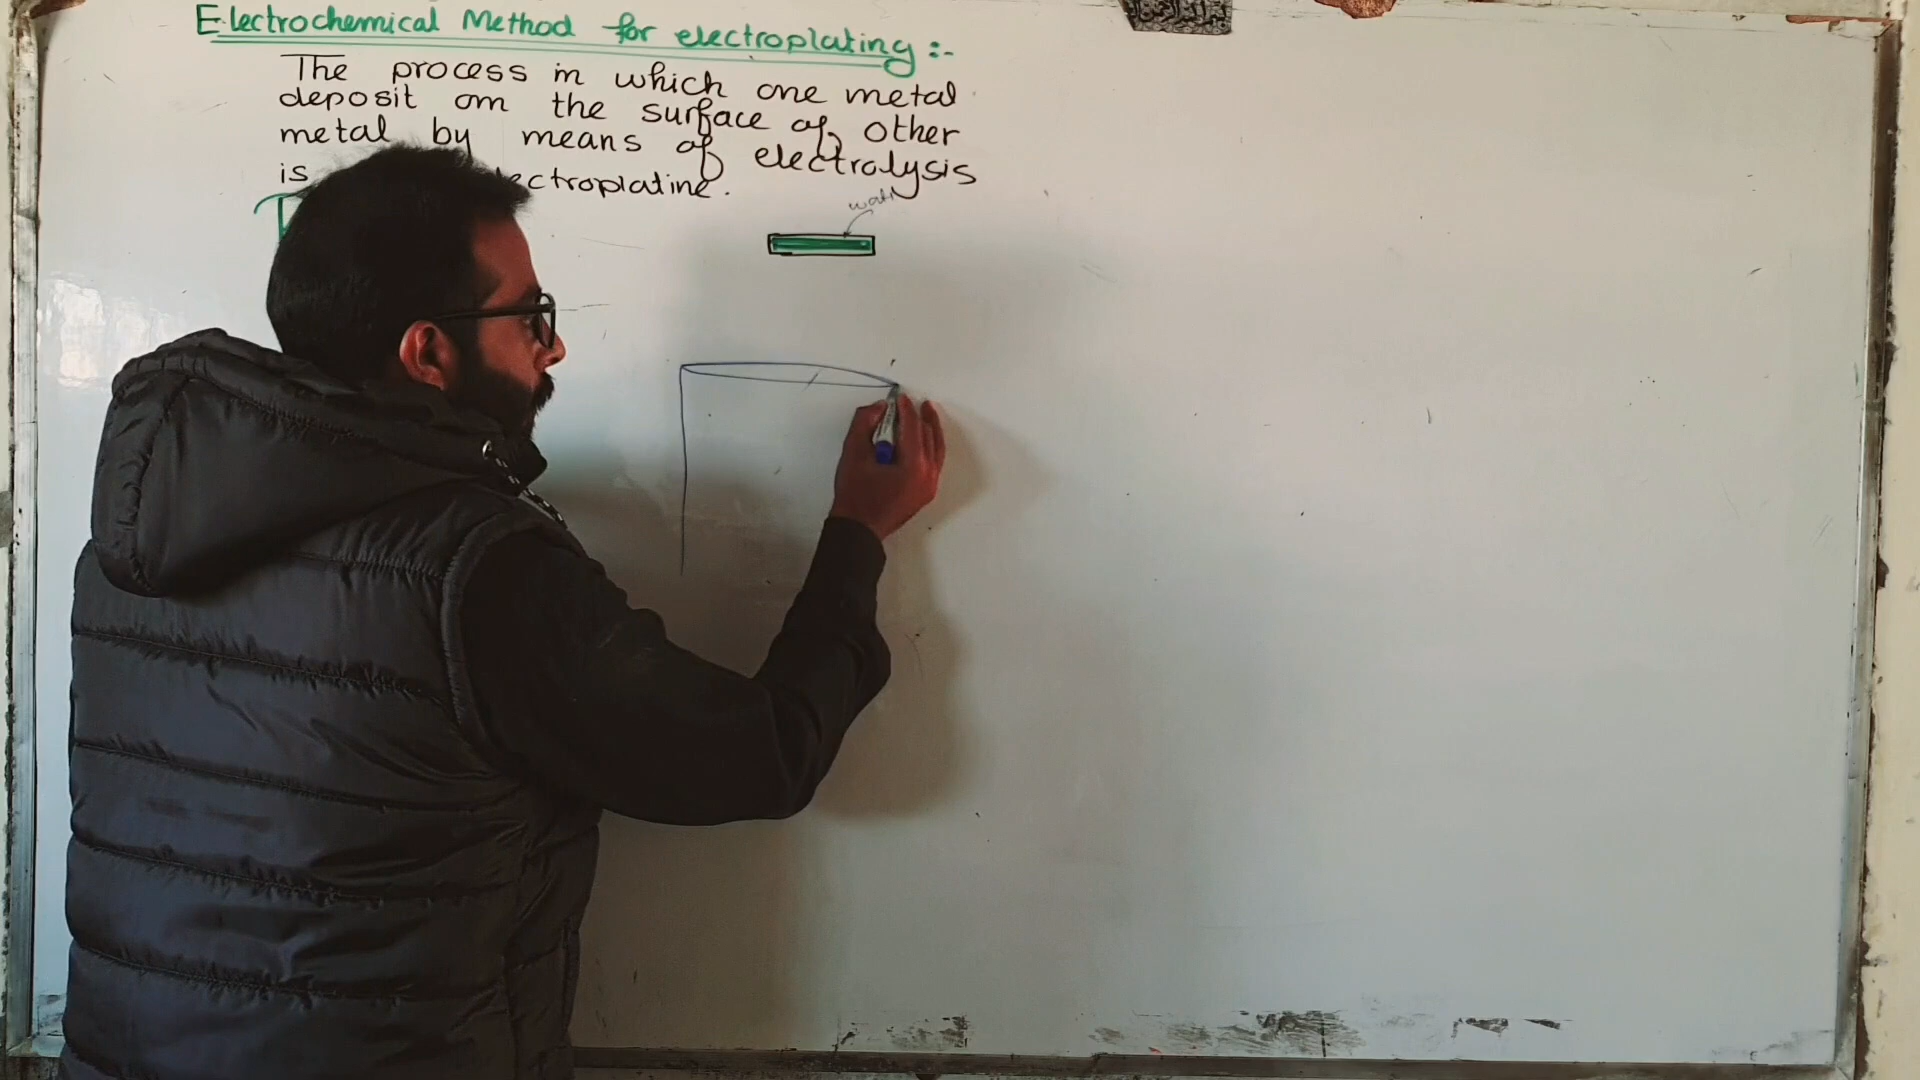 Electrochemical Method for electroplating :-
The process in which one metal
deposit on the surface of other
metal by means of electrolysis
is ectroplatine.